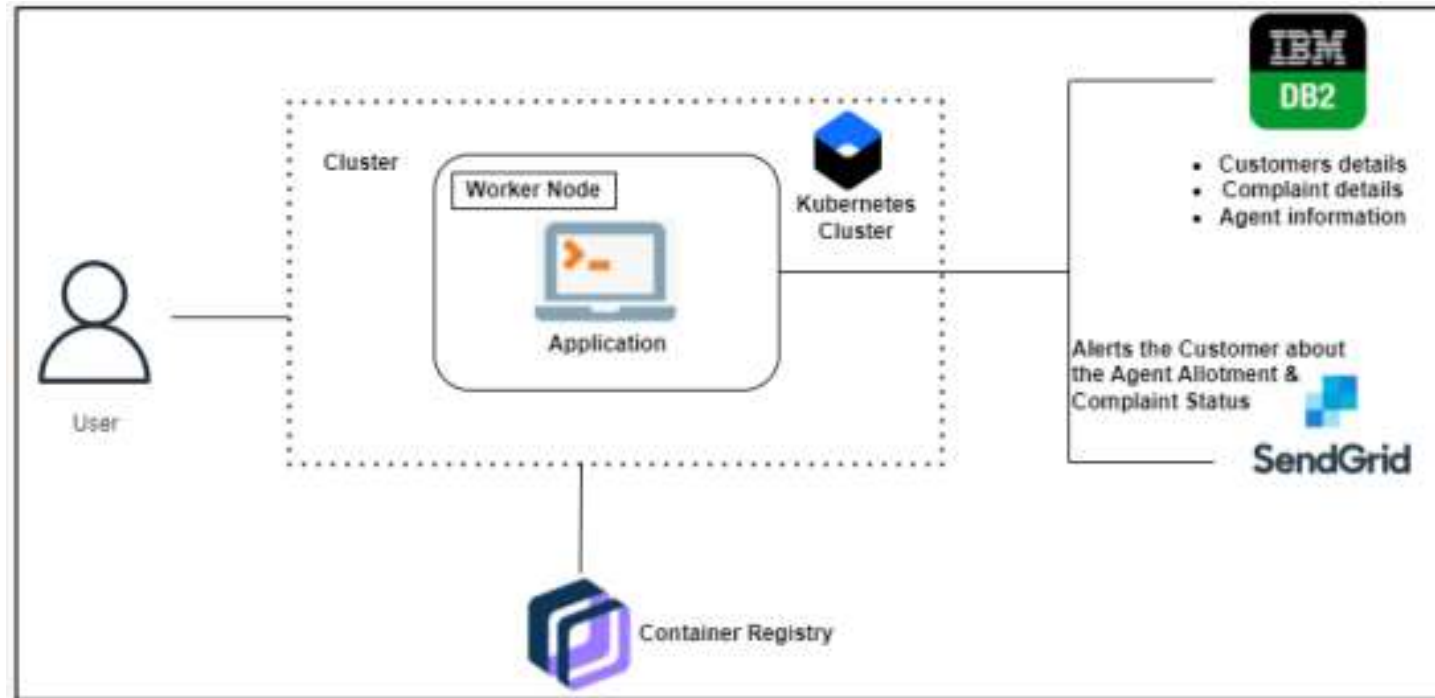 IBM
DB2
Cluster
Worker Node
Kubernetes
Cluster
• Customers details
• Complaint details
• Agent information
Application
User
Alerts the Customer about
the Agent Allotment &
Complaint Status
SendGrid
Container Registry